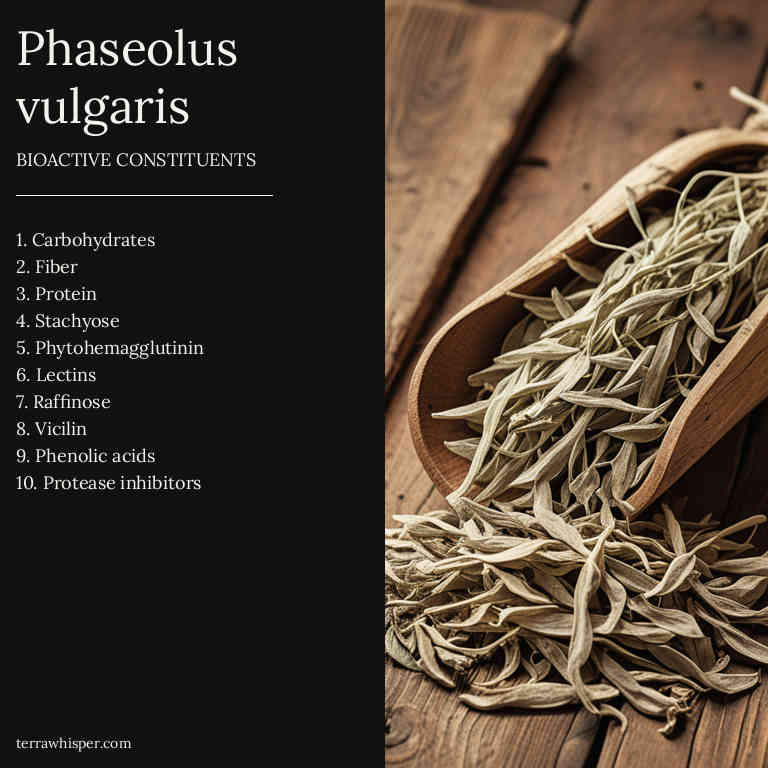 Phaseolus
vulgaris
BIOACTIVE CONSTITUENTS
1. Carbohydrates
2. Fiber
3. Protein
4. Stachyose
5. Phytohemagglutinin
6. Lectins
7. Raffinose
8. Vicilin
9. Phenolic acids
10. Protease inhibitors
terrawhisper.com